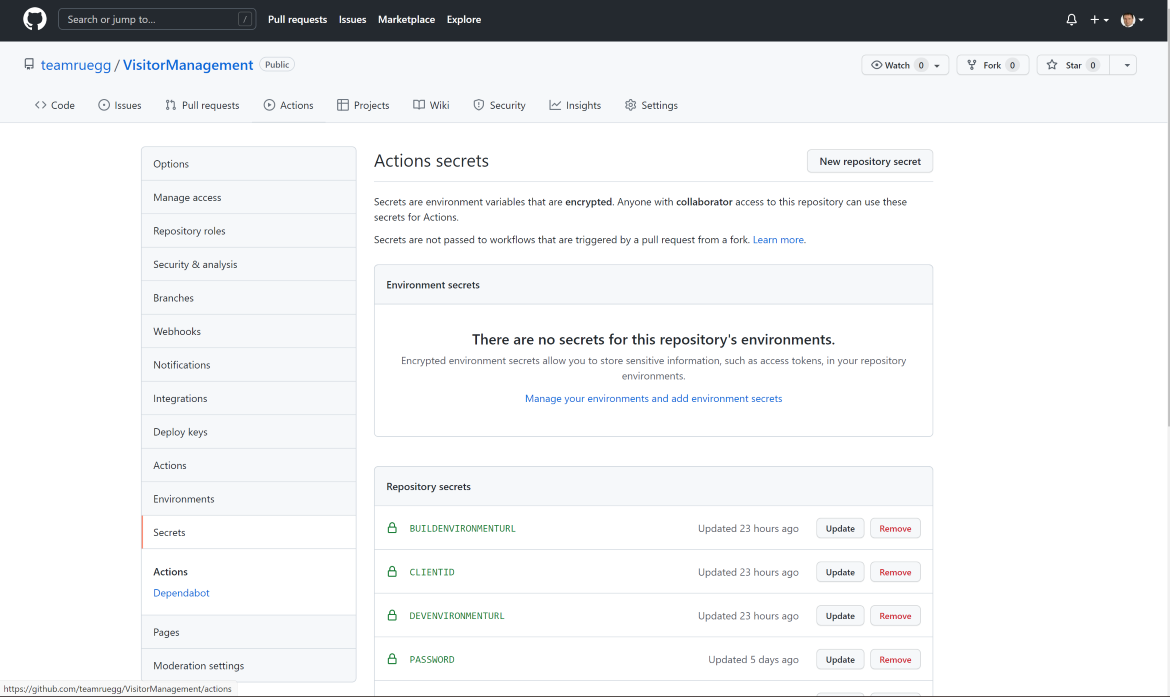 Search or jump to... /
Pull requests Issues Marketplace Explore
teamruegg / VisitorManagement Public
Watch 0 Fork 0 Star 0
Code Issues Pull requests Actions Projects Wiki Security Insights Settings
Options
Manage access
Repository roles
Security & analysis
Branches
Webhooks
Notifications
Integrations
Deploy keys
Actions
Environments
Secrets
Actions
Dependabot
Pages
Moderation settings
Actions secrets
New repository secret
Secrets are environment variables that are encrypted. Anyone with collaborator access to this repository can use these
secrets for Actions.
Secrets are not passed to workflows that are triggered by a pull request from a fork. Learn more.
Environment secrets
There are no secrets for this repository's environments.
Encrypted environment secrets allow you to store sensitive information, such as access tokens, in your repository
environments.
Manage your environments and add environment secrets
Repository secrets
BUILDENVIRONMENTURL Updated 23 hours ago Update Remove
CLIENTID Updated 23 hours ago Update Remove
DEVENVIRONMENTURL Updated 23 hours ago Update Remove
PASSWORD Updated 5 days ago Update Remove
https://github.com/teamruegg/VisitorManagement/actions